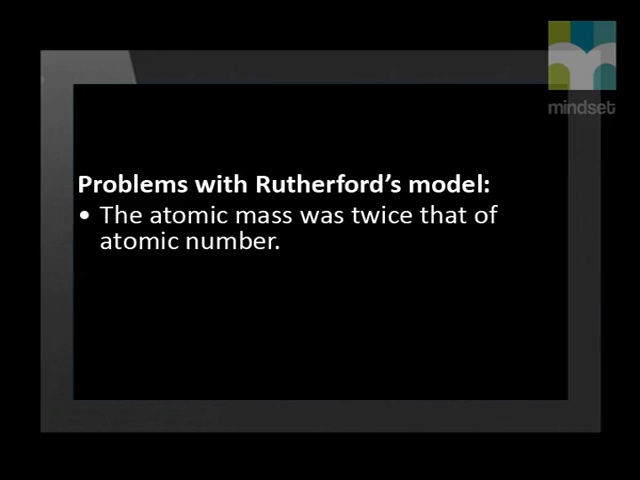 mindset
Problems with Rutherford’s model:
• The atomic mass was twice that of
atomic number.